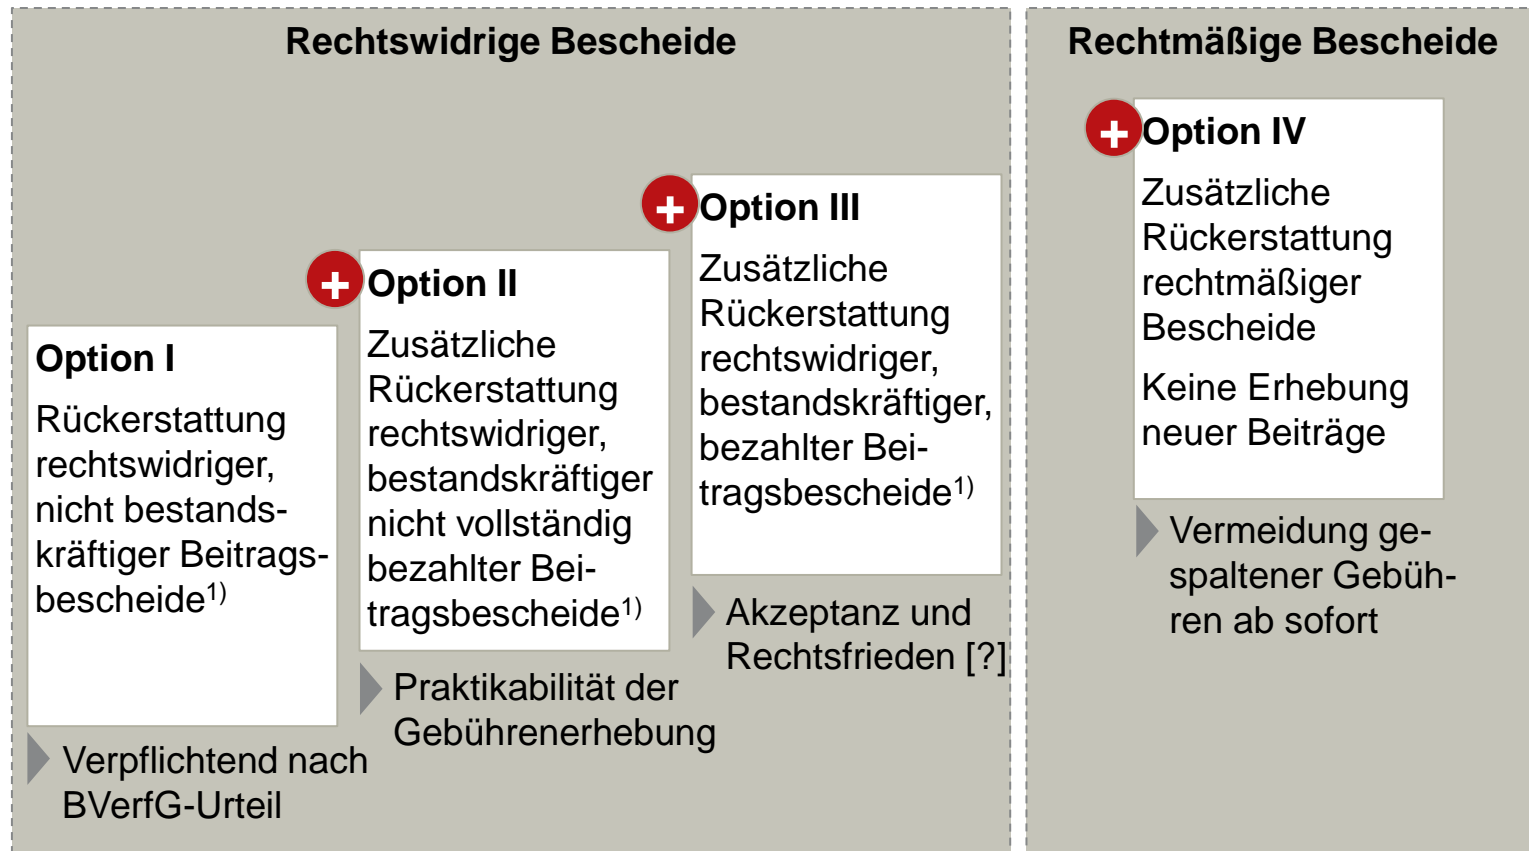 Rechtswidrige Bescheide
Option I
Rückerstattung
rechtswidriger,
nicht bestands-
kräftiger Beitrags-
bescheide1)
Verpflichtend nach
BVerfG-Urteil
+
Option II
Zusätzliche
Rückerstattung
rechtswidriger,
bestandskräftiger
nicht vollständig
bezahlter Bei-
tragsbescheide1)
Praktikabilität der
Gebührenerhebung
+
Option III
Zusätzliche
Rückerstattung
rechtswidriger,
bestandskräftiger,
bezahlter Bei-
tragsbescheide1)
Akzeptanz und
Rechtsfrieden [?]
Rechtmäßige Bescheide
+
Option IV
Zusätzliche
Rückerstattung
rechtmäßiger
Bescheide
Keine Erhebung
neuer Beiträge
Vermeidung ge-
spaltener Gebüh-
ren ab sofort